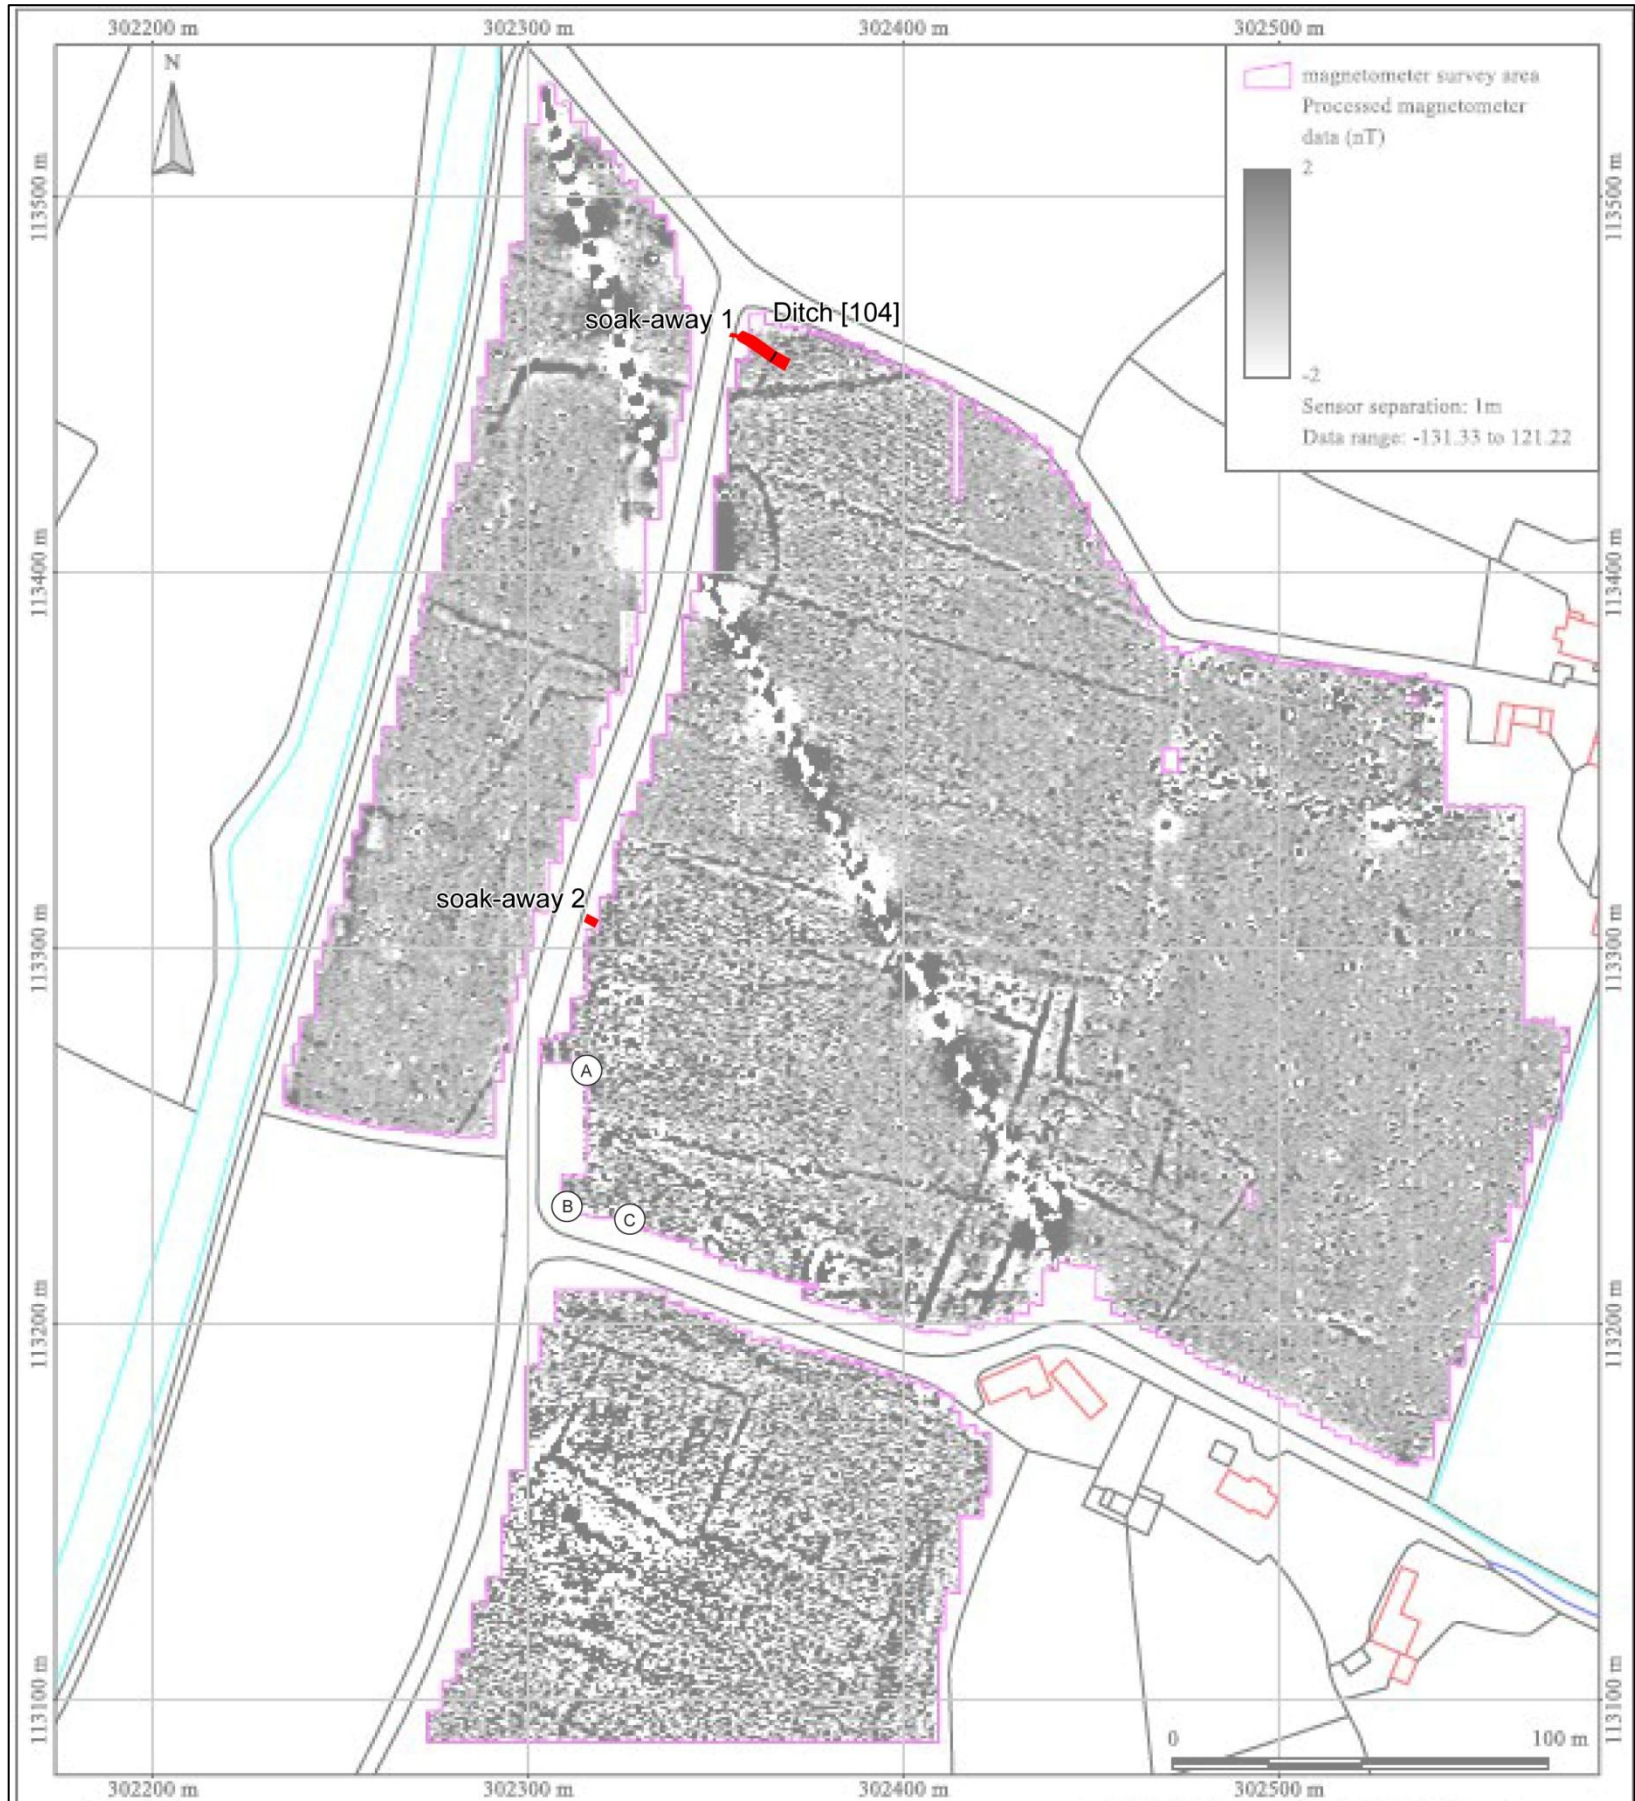 302200 m
302300 m
302400 m
302500 m
N
magnetometer survey area
Processed magnetometer
data (nT)
2
-2
Sensor separation: 1m
Data range: -131.33 to 121.22
113500 m
113500 m
soak-away 1
Ditch [104]
113400 m
113400 m
soak-away 2
113300 m
113300 m
A
B
C
113200 m
113200 m
113100 m
113100 m
0
100 m
302200 m
302300 m
302400 m
302500 m